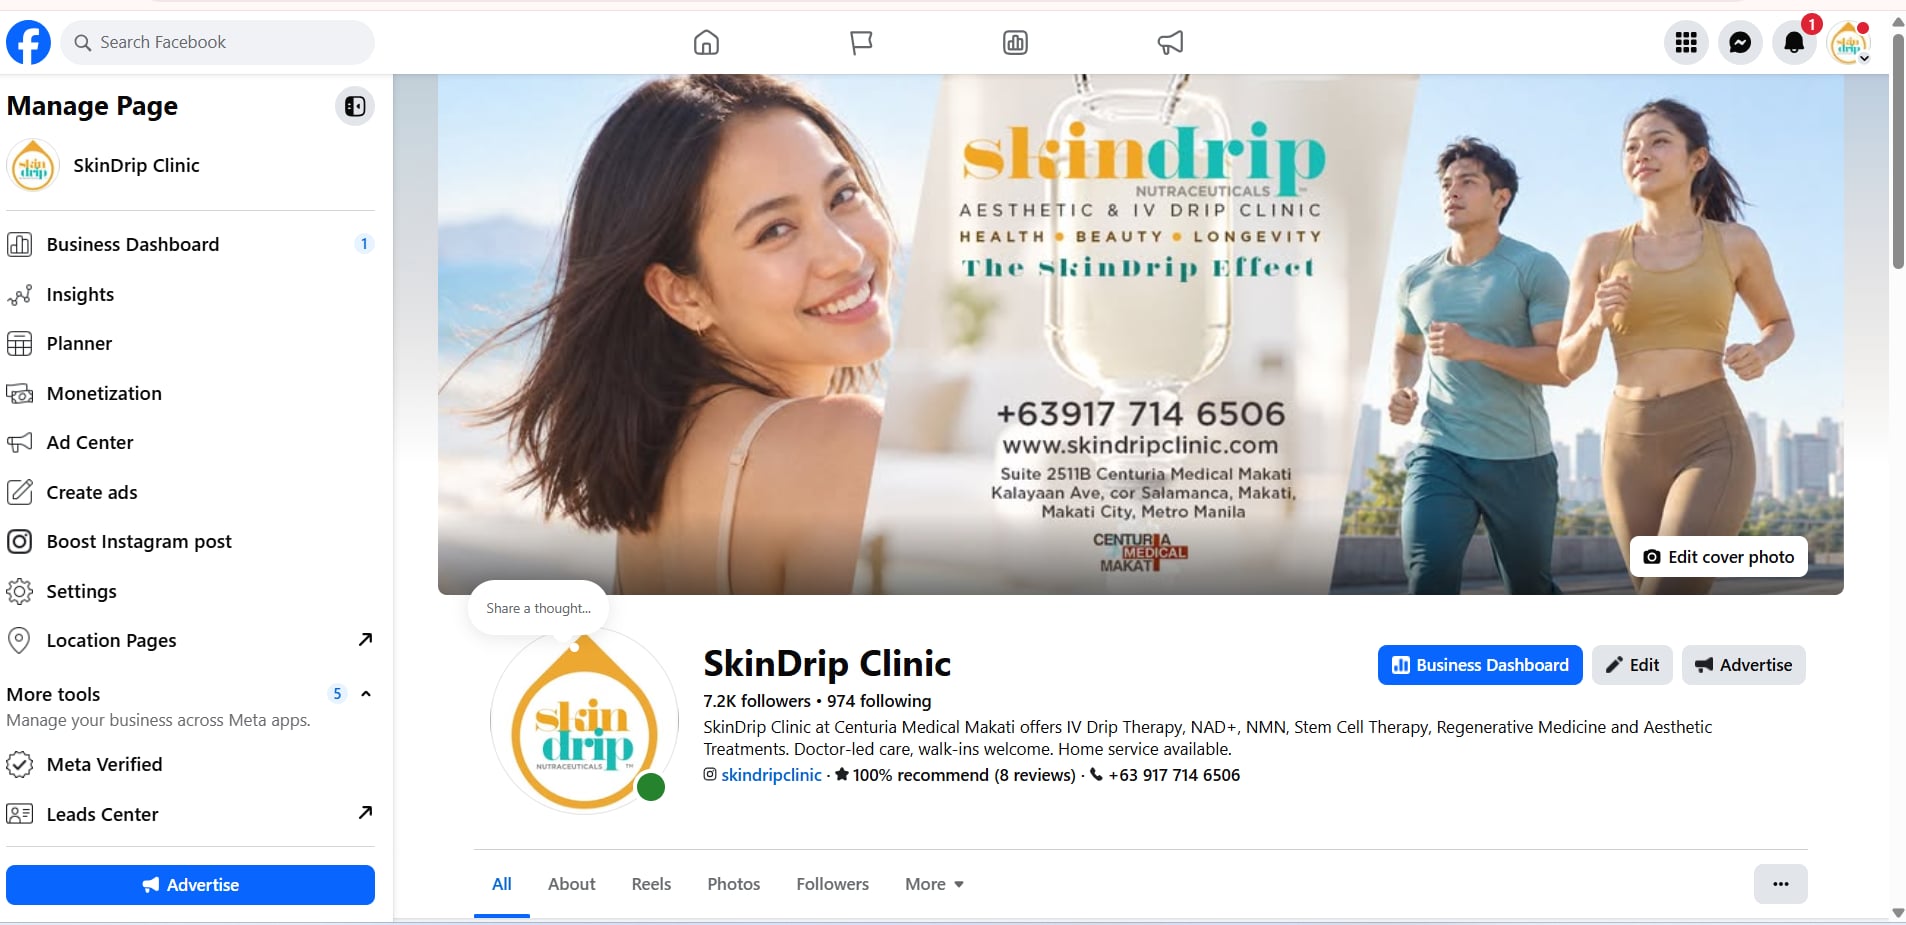 Search Facebook
1
Manage Page
SkinDrip Clinic
Business Dashboard 1
Insights
Planner
Monetization
Ad Center
Create ads
Boost Instagram post
Settings
Location Pages
More tools 5
Manage your business across Meta apps.
Meta Verified
Leads Center
Advertise
skindrip
NUTRACEUTICALS ™
AESTHETIC & IV DRIP CLINIC
HEALTH • BEAUTY • LONGEVITY
The SkinDrip Effect
+63917 714 6506
www.skindripclinic.com
Suite 2511B Centuria Medical Makati
Kalayaan Ave, cor Salamanca, Makati,
Makati City, Metro Manila
CENTURIA
MEDICAL
MAKATI
Edit cover photo
Share a thought...
skin
drip
NUTRACEUTICALS ™
SkinDrip Clinic
7.2K followers • 974 following
SkinDrip Clinic at Centuria Medical Makati offers IV Drip Therapy, NAD+, NMN, Stem Cell Therapy, Regenerative Medicine and Aesthetic
Treatments. Doctor-led care, walk-ins welcome. Home service available.
skindripclinic · 100% recommend (8 reviews) · +63 917 714 6506
Business Dashboard
Edit
Advertise
All
About
Reels
Photos
Followers
More